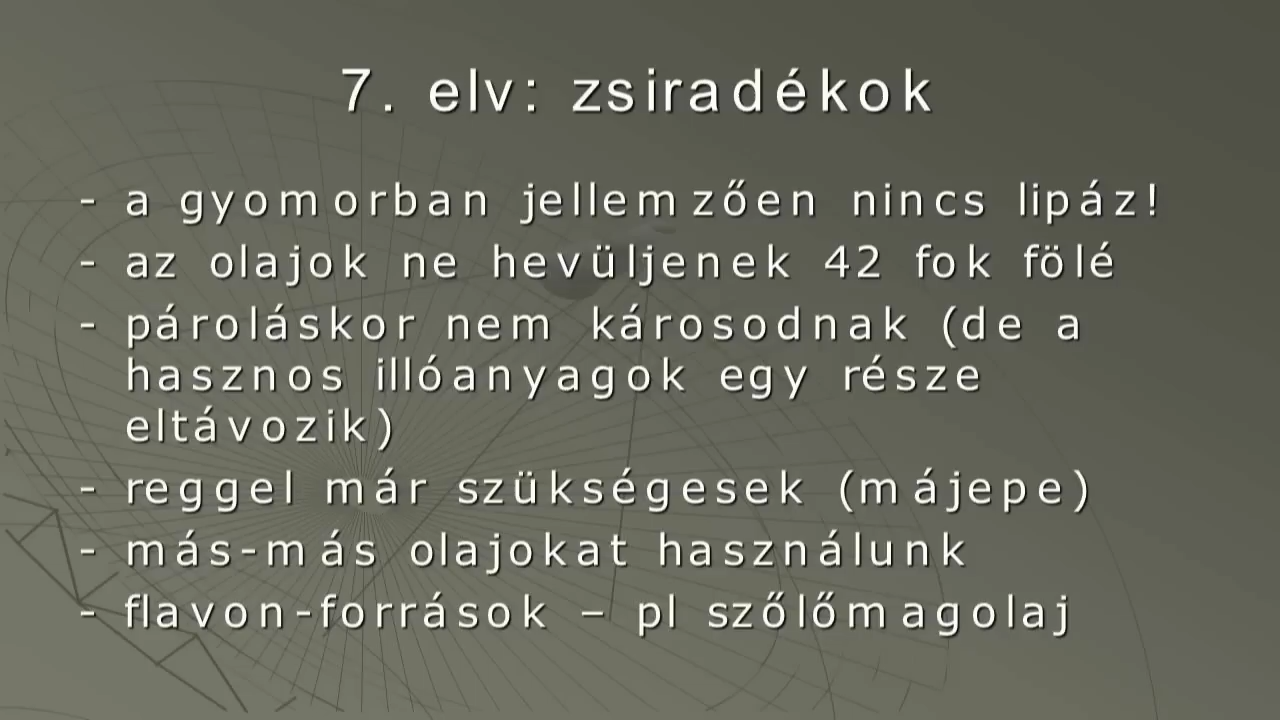 7. elv: zsiradékok
- a gyomorban jellemzően nincs lipáz!
- az olajok ne hevüljenek 42 fok fölé
- pároláskor nem károsodnak (de a
hasznos illóanyagok egy része
eltávozik)
- reggel már szükségesek (májepe)
- más-más olajokat használunk
- flavon-források – pl szőlőmagolaj